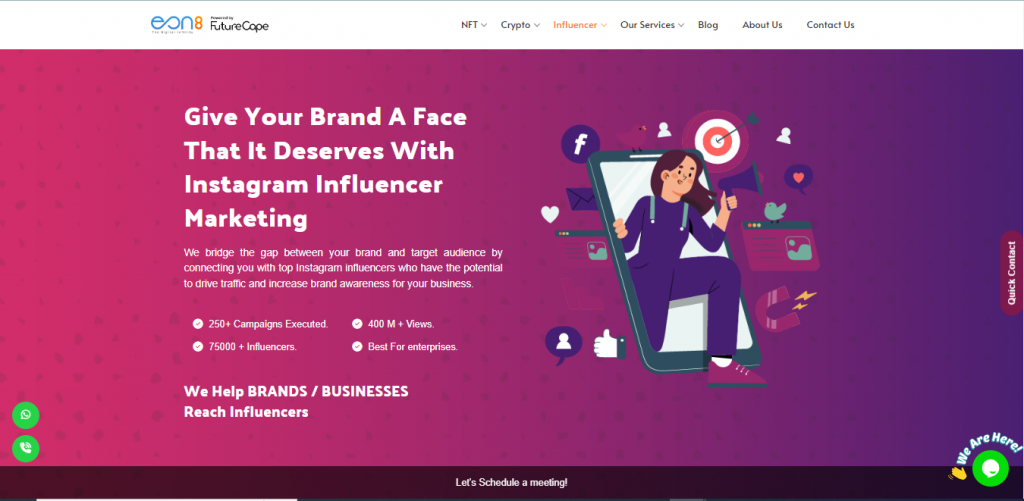 eon8
The digital infinity
Powered by
FutureCape
NFT
Crypto
Influencer
Our Services
Blog
About Us
Contact Us
Give Your Brand A Face
That It Deserves With
Instagram Influencer
Marketing
We bridge the gap between your brand and target audience by
connecting you with top Instagram influencers who have the potential
to drive traffic and increase brand awareness for your business.
250+ Campaigns Executed.
400 M + Views.
75000 + Influencers.
Best For enterprises.
We Help BRANDS / BUSINESSES
Reach Influencers
Quick Contact
We Are Here!
Let's Schedule a meeting!